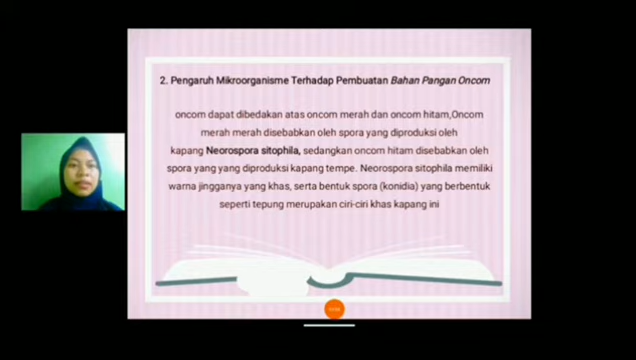 2. Pengaruh Mikroorganisme Terhadap Pembuatan Bahan Pangan Oncom
oncom dapat dibedakan atas oncom merah dan oncom hitam,Oncom
merah merah disebabkan oleh spora yang diproduksi oleh
kapang Neorospora sitophila, sedangkan oncom hitam disebabkan oleh
spora yang yang diproduksi kapang tempe. Neorospora sitophila memiliki
warna jingganya yang khas, serta bentuk spora (konidia) yang berbentuk
seperti tepung merupakan ciri-ciri khas kapang ini